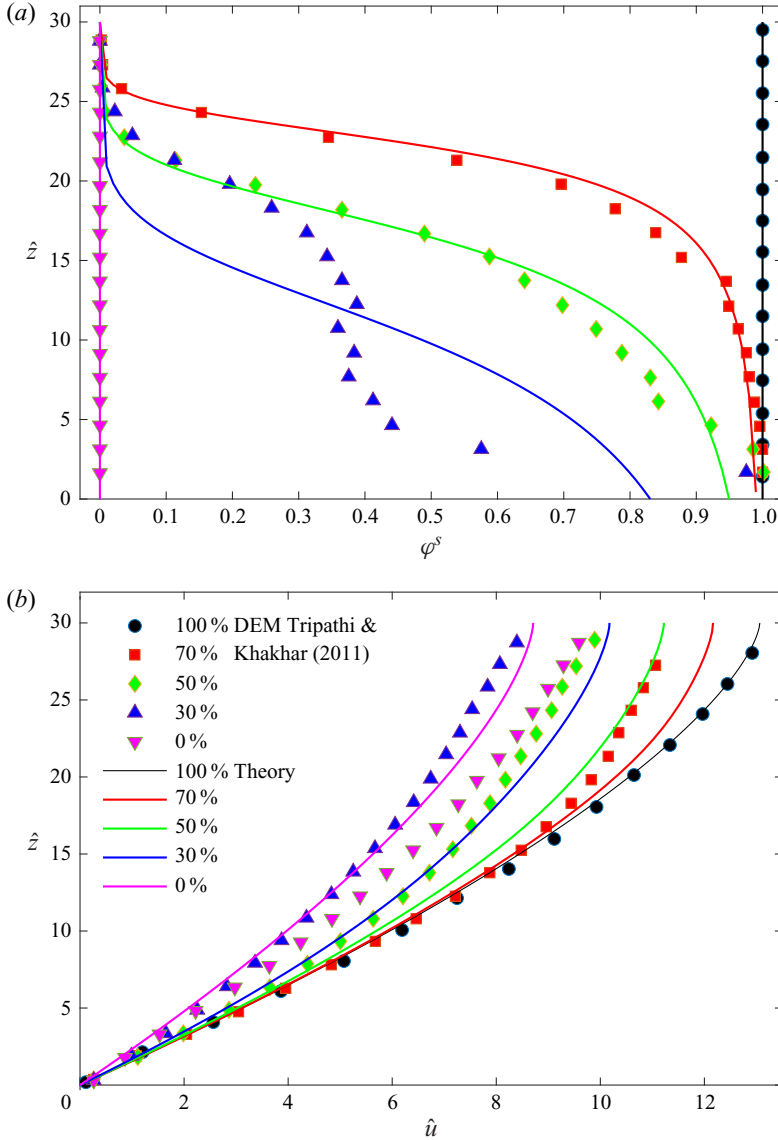 (a)
30
25
20
15
10
5
0
ẑ
0 0.1 0.2 0.3 0.4 0.5 0.6 0.7 0.8 0.9 1.0
φˢ
(b)
30
25
20
15
10
5
ẑ
100 % DEM Tripathi &
70 % Khakhar (2011)
50 %
30 %
0 %
100 % Theory
70 %
50 %
30 %
0 %
0 2 4 6 8 10 12
û